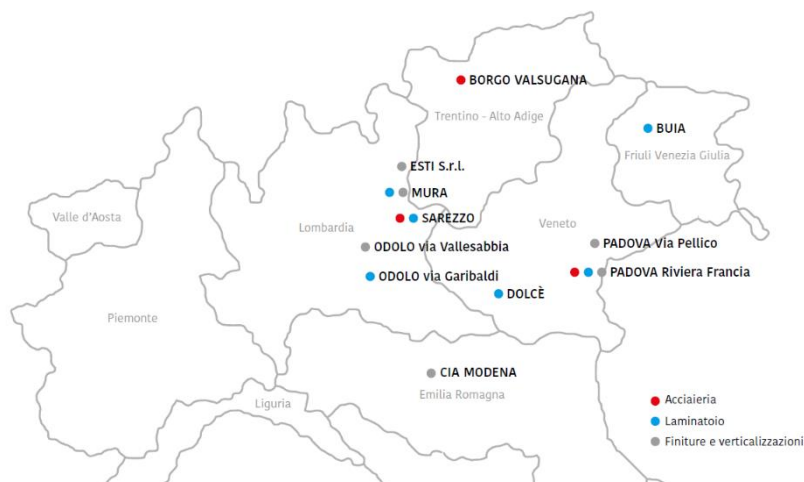 BORGO VALSUGANA
Trentino - Alto Adige
BUIA
Friuli Venezia Giulia
ESTI S.r.l.
MURA
Valle d'Aosta
SAREZZO
Lombardia
Veneto
ODOLO via Vallesabbia
PADOVA Via Pellico
ODOLO via Garibaldi
PADOVA Riviera Francia
DOLCÈ
Piemonte
CIA MODENA
Emilia Romagna
Liguria
Acciaieria
Laminatoio
Finiture e verticalizzazioni